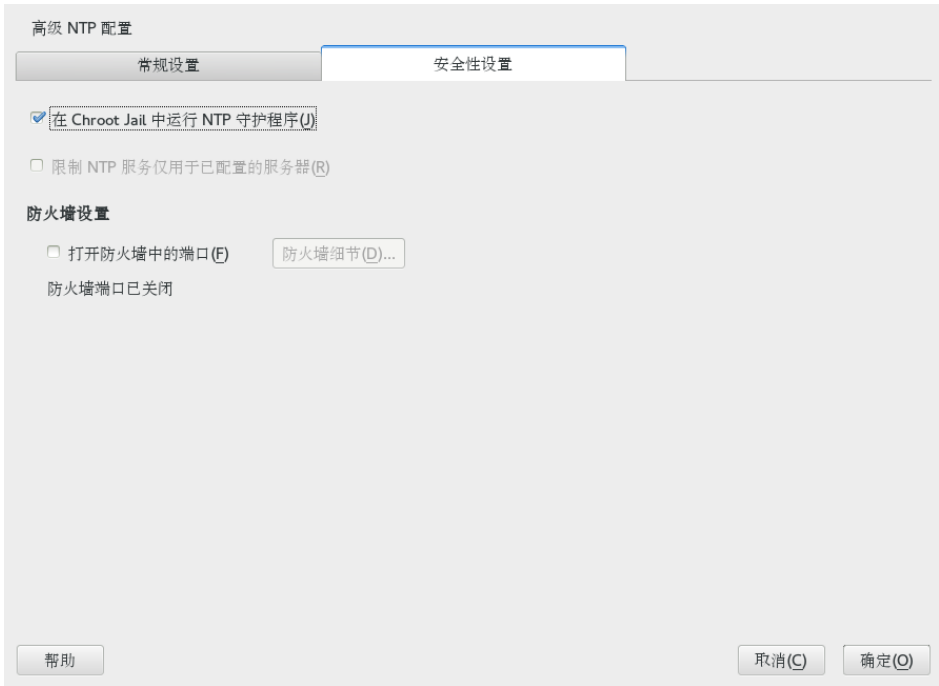 高级 NTP 配置
常规设置 安全性设置
在 Chroot Jail 中运行 NTP 守护程序(J)
限制 NTP 服务仅用于已配置的服务器(R)
防火墙设置
打开防火墙中的端口(F) 防火墙细节(D)...
防火墙端口已关闭
帮助 取消(C) 确定(O)